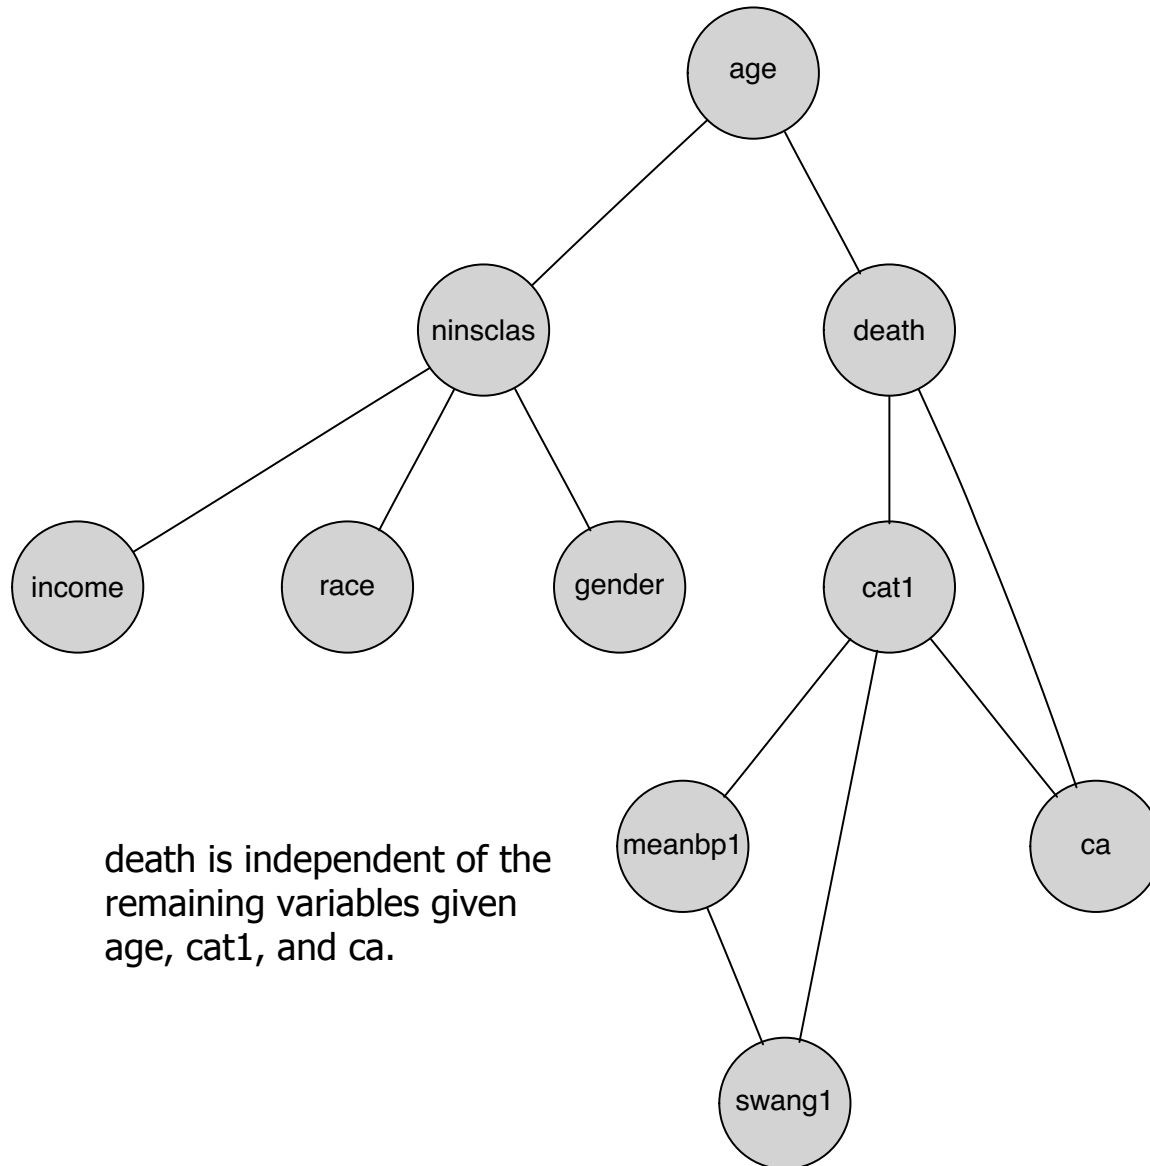 age
ninsclas
death
income
race
gender
cat1
meanbp1
ca
death is independent of the
remaining variables given
age, cat1, and ca.
swang1